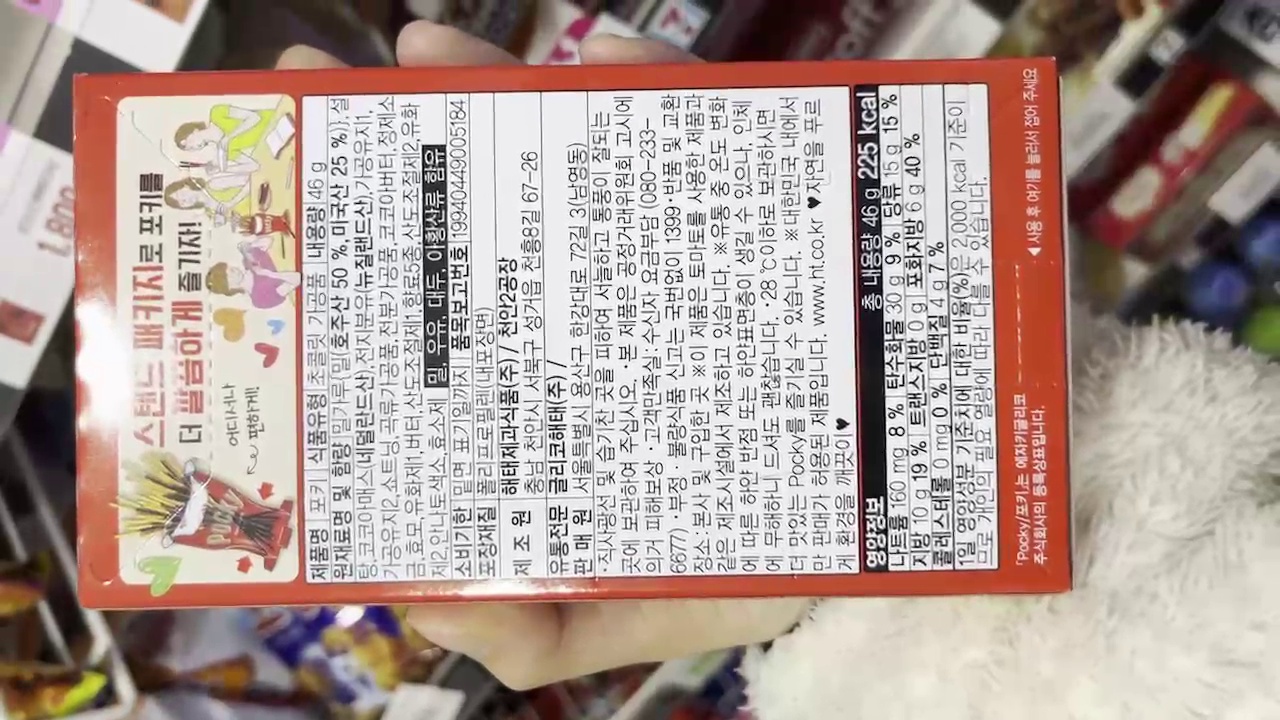 1,800
스탠드 패키지로 포키를
더 깔끔하게 즐기자!
POCKY
어디서나
편하게!
제품명 포키 식품유형 초콜릿 가공품 내용량 46 g
원재료명 및 함량 밀가루{밀(호주산 50 %,미국산 25 %)},설
탕,코코아매스(네덜란드산),전지분유(뉴질랜드산),가공유지1,
가공유지2,쇼트닝,곡류가공품,전분가공품,코코아버터,정제소
금,효모,유화제1,버터,산도조절제1,향료5종,산도조절제2,유화
제2,안나토색소,효소제 밀, 우유, 대두, 아황산류 함유
소비기한 밑면 표기일까지 품목보고번호 19940449005184
포장재질 폴리프로필렌(내포장면)
제 조 원 해태제과식품(주) / 천안2공장
충남 천안시 서북구 성거읍 천흥8길 67-26
유통전문 글리코해태(주) /
판 매 원 서울특별시 용산구 한강대로 72길 3(남영동)
·직사광선 및 습기찬 곳을 피하여 서늘하고 통풍이 잘되는
곳에 보관하여 주십시오. ·본 제품은 공정거래위원회 고시에
의거 피해보상 ·고객만족실:수신자 요금부담 (080-233-
6677) ·부정 · 불량식품 신고는 국번없이 1399·반품 및 교환
장소:본사 및 구입한 곳 ※이 제품은 토마토를 사용한 제품과
같은 제조시설에서 제조하고 있습니다. ※유통 중 온도 변화
에 따른 하얀 반점 또는 하얀표면층이 생길 수 있으나, 인체
에 무해하니 드셔도 괜찮습니다. ·28 ℃이하로 보관하시면
더 맛있는 Pocky를 즐기실 수 있습니다. ※대한민국 내에서
만 판매가 허용된 제품입니다. www.ht.co.kr ♥자연을 푸르
게 환경을 깨끗이♥
영양정보 총 내용량 46 g 225 kcal
나트륨 160 mg 8 % 탄수화물 30 g 9 % 당류 15 g 15 %
지방 10 g 19 % 트랜스지방 0 g 포화지방 6 g 40 %
콜레스테롤 0 mg 0 % 단백질 4 g 7 %
1일 영양성분 기준치에 대한 비율(%)은 2,000 kcal 기준이
므로 개인의 필요 열량에 따라 다를 수 있습니다.
「Pocky/포키」는 에자키글리코
주식회사의 등록상표입니다.
◀ 사용 후 여기를 눌러서 접어 주세요